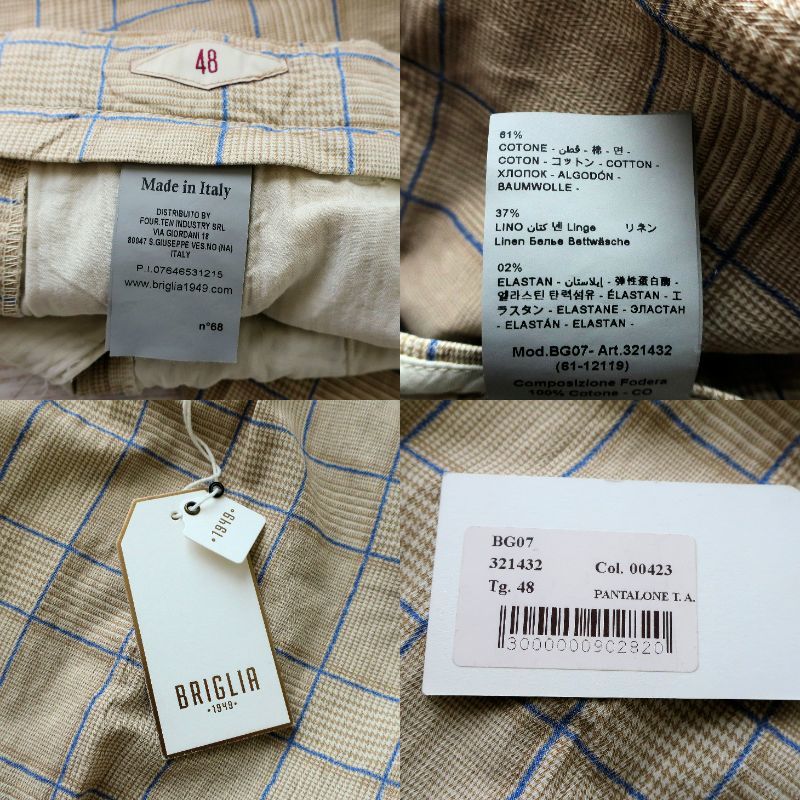 48
Made in Italy
DISTRIBUITO BY
FOUR.TEN INDUSTRY SRL
VIA GIORDANI 18
80047 S.GIUSEPPE VES.NO (NA)
ITALY
P.I.07646531215
www.briglia1949.com
n°68
61%
COTONE - قطن - 棉 - 면 -
COTON - コットン - COTTON -
ХЛОПОК - ALGODÓN -
BAUMWOLLE -
37%
LINO كتان 넨 Linge リネン
Linen Белье Bettwäsche
02%
ELASTAN - إيلاستان - 弹性蛋白酶 -
엘라스틴 탄력섬유 - ÉLASTAN - エ
ラスタン - ELASTANE - ЭЛАСТАН
- ELASTÁN - ELASTAN -
Mod.BG07- Art.321432
(61-12119)
Composizione Fodera
100% Cotone - CO
·1949·
BRIGLIA
·1949·
BG07
321432 Col. 00423
Tg. 48 PANTALONE T. A.
3000000902820